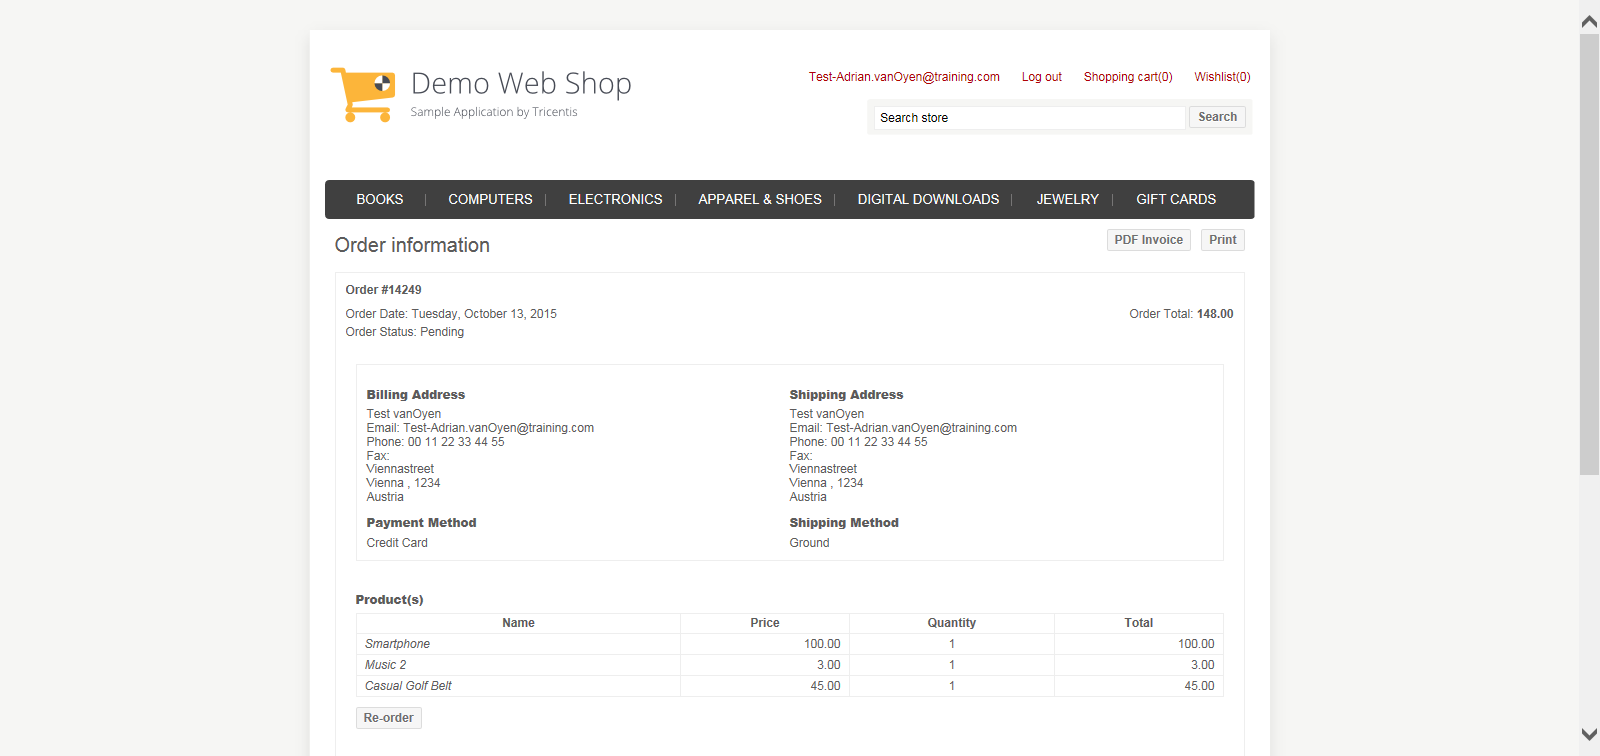 Demo Web Shop
Sample Application by Tricentis
Test-Adrian.vanOyen@training.com Log out Shopping cart(0) Wishlist(0)
Search store Search
BOOKS COMPUTERS ELECTRONICS APPAREL & SHOES DIGITAL DOWNLOADS JEWELRY GIFT CARDS
Order information PDF Invoice Print
Order #14249
Order Date: Tuesday, October 13, 2015 Order Total: 148.00
Order Status: Pending
Billing Address
Test vanOyen
Email: Test-Adrian.vanOyen@training.com
Phone: 00 11 22 33 44 55
Fax:
Viennastreet
Vienna , 1234
Austria
Payment Method
Credit Card
Shipping Address
Test vanOyen
Email: Test-Adrian.vanOyen@training.com
Phone: 00 11 22 33 44 55
Fax:
Viennastreet
Vienna , 1234
Austria
Shipping Method
Ground
Product(s)
Name Price Quantity Total
Smartphone 100.00 1 100.00
Music 2 3.00 1 3.00
Casual Golf Belt 45.00 1 45.00
Re-order